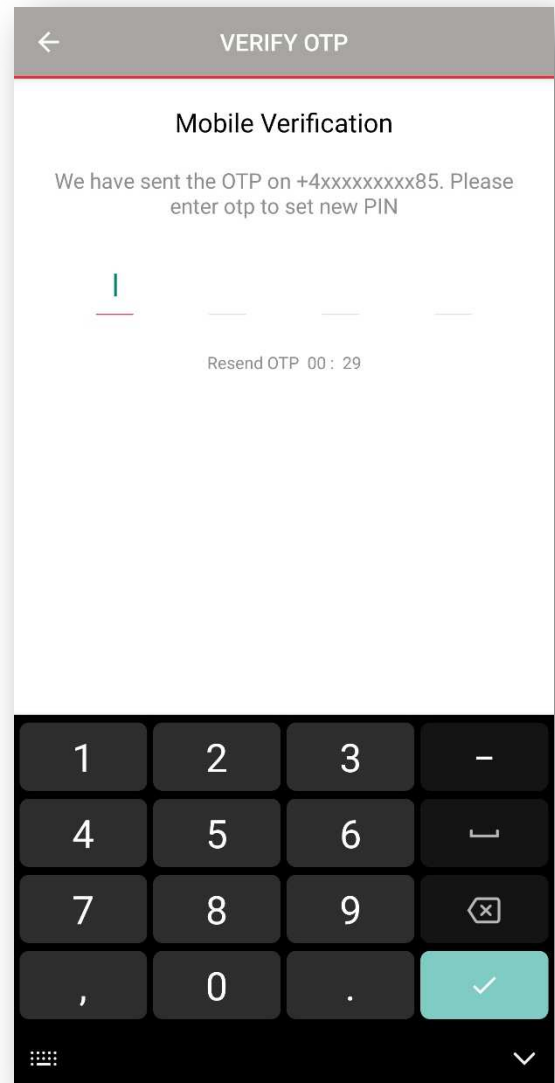 VERIFY OTP
Mobile Verification
We have sent the OTP on +4xxxxxxxxx85. Please
enter otp to set new PIN
Resend OTP 00 : 29
1 2 3 –
4 5 6
7 8 9
, 0 .